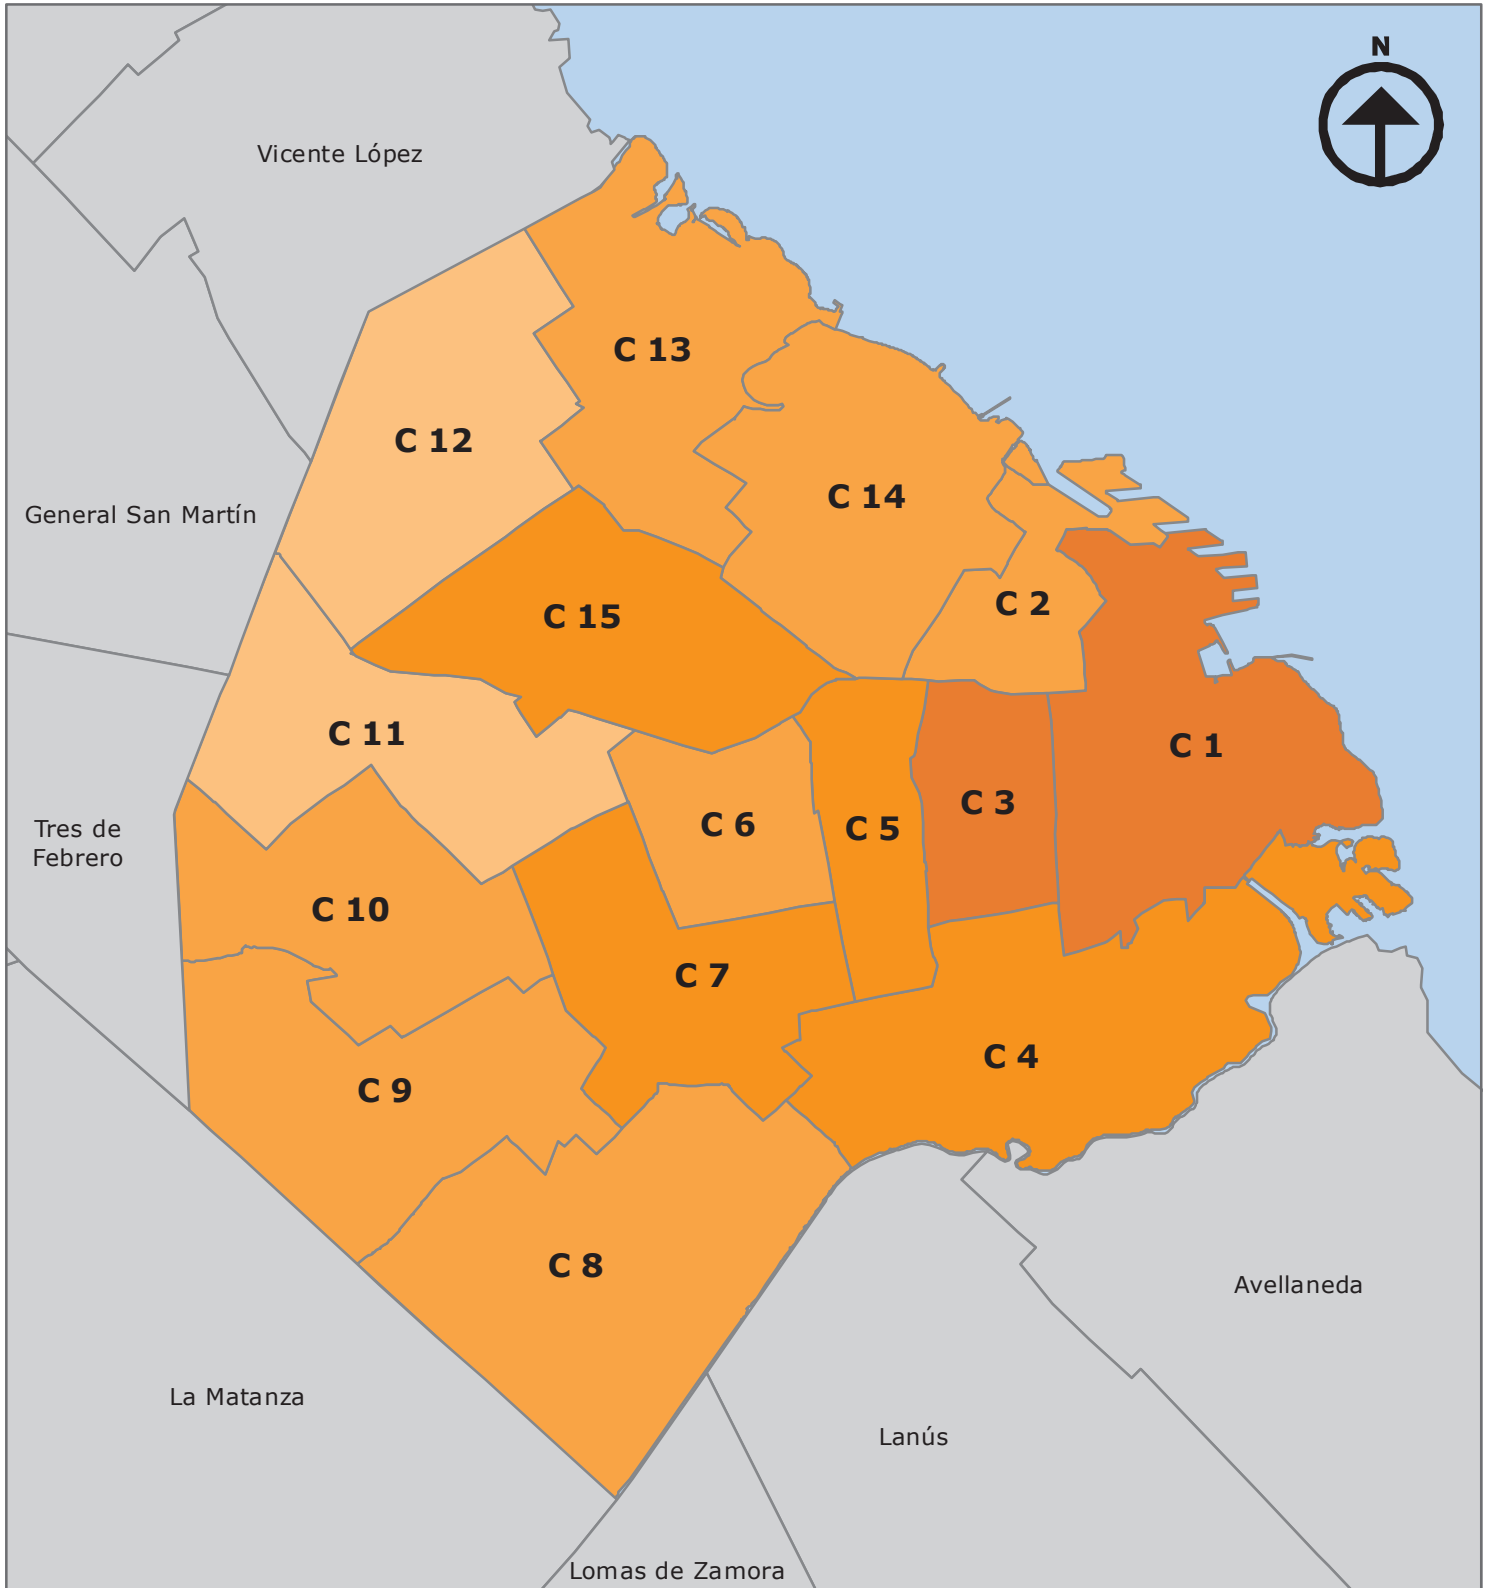 N
Vicente López
C 13
C 12
C 14
General San Martín
C 2
C 15
C 11
C 1
C 3
C 6
C 5
Tres de
Febrero
C 10
C 7
C 4
C 9
C 8
Avellaneda
La Matanza
Lanús
Lomas de Zamora